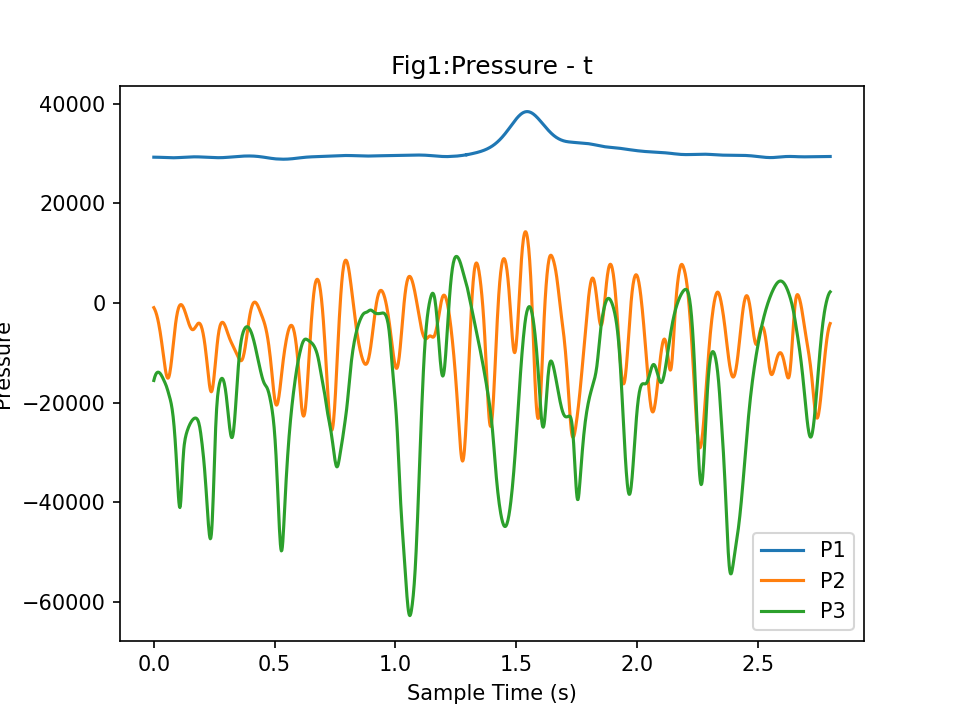 Fig1:Pressure - t
Pressure
40000
20000
0
−20000
−40000
−60000
0.0 0.5 1.0 1.5 2.0 2.5
Sample Time (s)
P1
P2
P3